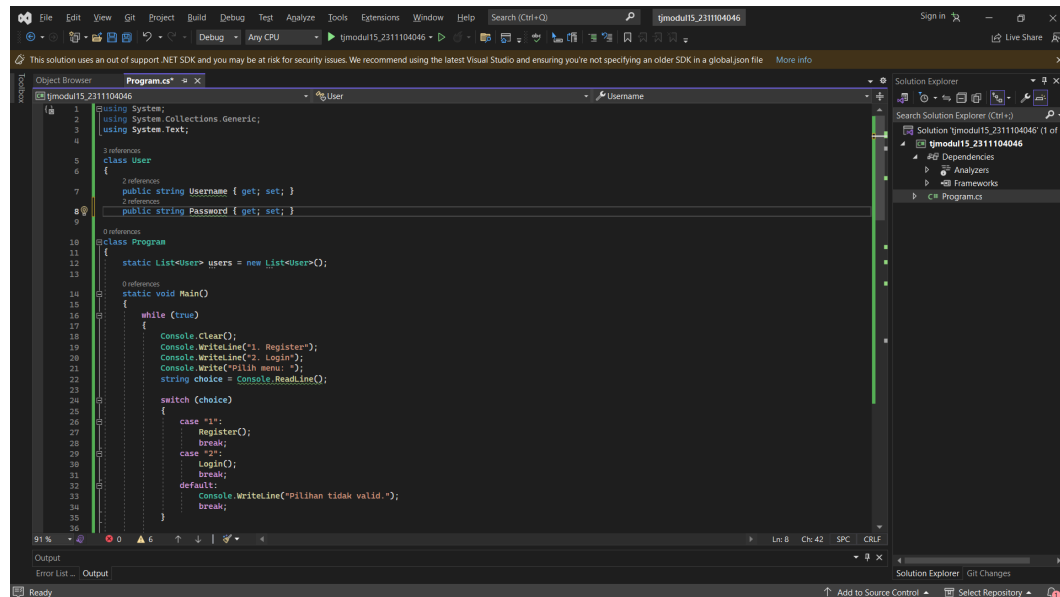 File Edit View Git Project Build Debug Test Analyze Tools Extensions Window Help Search (Ctrl+Q) tjmodul15_2311104046 Sign in
Debug Any CPU tjmodul15_2311104046 Live Share
This solution uses an out of support .NET SDK and you may be at risk for security issues. We recommend using the latest Visual Studio and ensuring you're not specifying an older SDK in a global.json file More info
Toolbox
Object Browser Program.cs*
tjmodul15_2311104046 User Username
1 using System;
2 using System.Collections.Generic;
3 using System.Text;
4
3 references
5 class User
6 {
2 references
7 public string Username { get; set; }
2 references
8 public string Password { get; set; }
9
0 references
10 class Program
11 {
12 static List<User> users = new List<User>();
13
0 references
14 static void Main()
15 {
16 while (true)
17 {
18 Console.Clear();
19 Console.WriteLine("1. Register");
20 Console.WriteLine("2. Login");
21 Console.Write("Pilih menu: ");
22 string choice = Console.ReadLine();
23
24 switch (choice)
25 {
26 case "1":
27 Register();
28 break;
29 case "2":
30 Login();
31 break;
32 default:
33 Console.WriteLine("Pilihan tidak valid.");
34 break;
35 }
36
91 % 0 6 Ln: 8 Ch: 42 SPC CRLF
Output
Error List ... Output
Solution Explorer
Search Solution Explorer (Ctrl+;)
Solution 'tjmodul15_2311104046' (1 of
tjmodul15_2311104046
Dependencies
Analyzers
Frameworks
C# Program.cs
Solution Explorer Git Changes
Ready Add to Source Control Select Repository